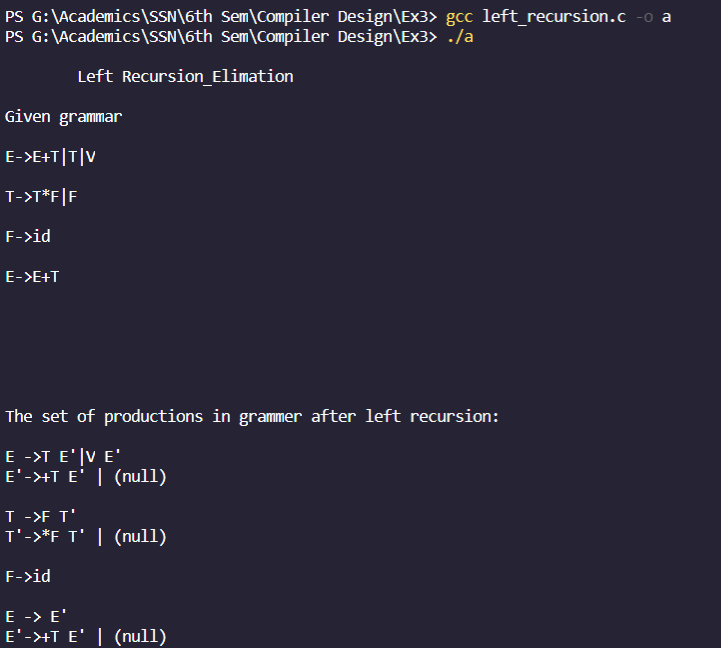 PS G:\Academics\SSN\6th Sem\Compiler Design\Ex3> gcc left_recursion.c -o a
PS G:\Academics\SSN\6th Sem\Compiler Design\Ex3> ./a
Left Recursion_Elimation
Given grammar
E->E+T|T|V
T->T*F|F
F->id
E->E+T
The set of productions in grammer after left recursion:
E ->T E'|V E'
E'->+T E' | (null)
T ->F T'
T'->*F T' | (null)
F->id
E -> E'
E'->+T E' | (null)